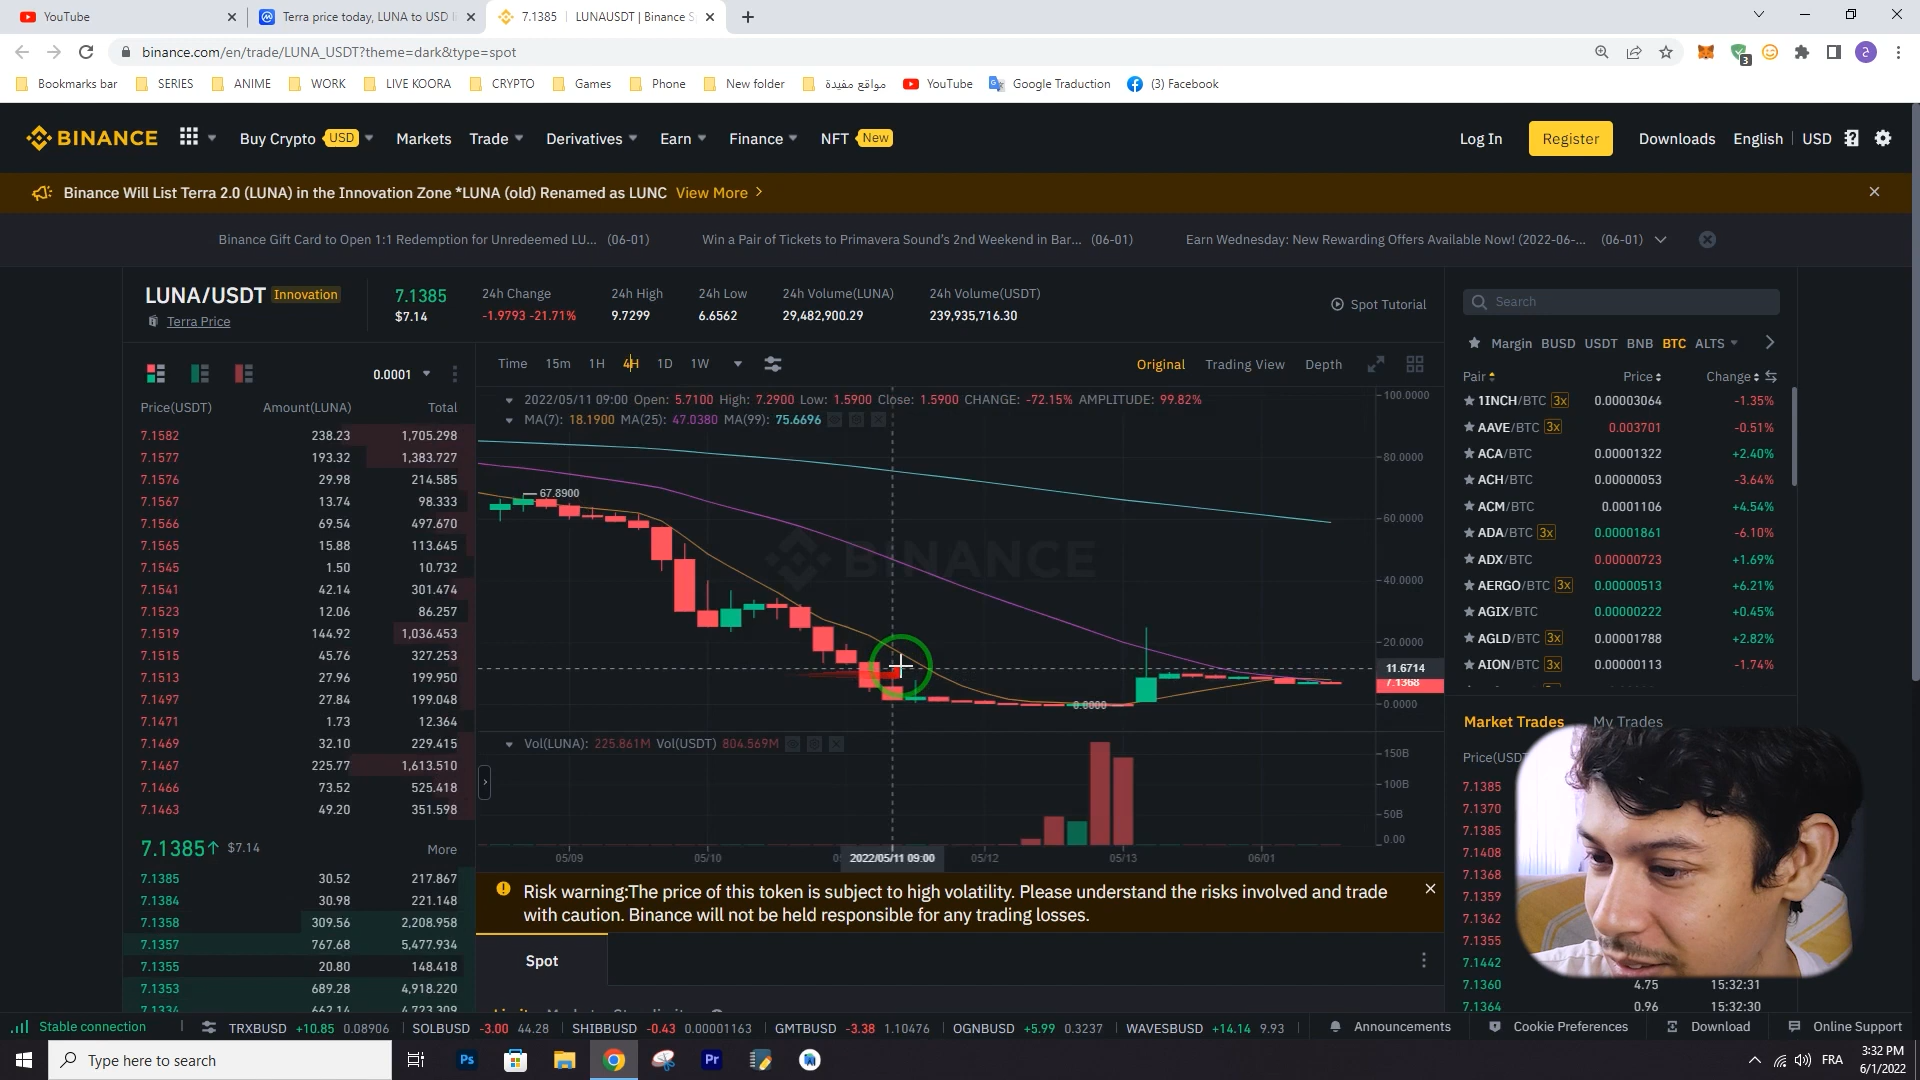 YouTube
Terra price today, LUNA to USD li
7.1385 LUNAUSDT | Binance S
binance.com/en/trade/LUNA_USDT?theme=dark&type=spot
3
Bookmarks bar SERIES ANIME WORK LIVE KOORA CRYPTO Games Phone New folder مواقع مفيدة YouTube Google Traduction (3) Facebook
BINANCE Buy Crypto USD Markets Trade Derivatives Earn Finance NFT New Log In Register Downloads English USD
Binance Will List Terra 2.0 (LUNA) in the Innovation Zone *LUNA (old) Renamed as LUNC View More
Binance Gift Card to Open 1:1 Redemption for Unredeemed LU... (06-01) Win a Pair of Tickets to Primavera Sound's 2nd Weekend in Bar... (06-01) Earn Wednesday: New Rewarding Offers Available Now! (2022-06-... (06-01)
LUNA/USDT Innovation
Terra Price
7.1385
$7.14
24h Change
-1.9793 -21.71%
24h High
9.7299
24h Low
6.6562
24h Volume(LUNA)
29,482,900.29
24h Volume(USDT)
239,935,716.30
Spot Tutorial
0.0001
Price(USDT) Amount(LUNA) Total
7.1582 238.23 1,705.298
7.1577 193.32 1,383.727
7.1576 29.98 214.585
7.1567 13.74 98.333
7.1566 69.54 497.670
7.1565 15.88 113.645
7.1545 1.50 10.732
7.1541 42.14 301.474
7.1523 12.06 86.257
7.1519 144.92 1,036.453
7.1515 45.76 327.253
7.1513 27.96 199.950
7.1497 27.84 199.048
7.1471 1.73 12.364
7.1469 32.10 229.415
7.1467 225.77 1,613.510
7.1466 73.52 525.418
7.1463 49.20 351.598
7.1385 $7.14 More
7.1385 30.52 217.867
7.1384 30.98 221.148
7.1358 309.56 2,208.958
7.1357 767.68 5,477.934
7.1355 20.80 148.418
7.1353 689.28 4,918.220
Time 15m 1H 4H 1D 1W Original Trading View Depth
2022/05/11 09:00 Open: 5.7100 High: 7.2900 Low: 1.5900 Close: 1.5900 CHANGE: -72.15% AMPLITUDE: 99.82%
MA(7): 18.1900 MA(25): 47.0380 MA(99): 75.6696
100.0000
80.0000
60.0000
40.0000
20.0000
11.6714
7.1368
0.0000
67.8900
BINANCE
0.0000
Vol(LUNA): 225.861M Vol(USDT) 804.569M
150B
100B
50B
0.00
05/09 05/10 2022/05/11 09:00 05/12 05/13 06/01
Risk warning:The price of this token is subject to high volatility. Please understand the risks involved and trade
with caution. Binance will not be held responsible for any trading losses.
Spot
Search
Margin BUSD USDT BNB BTC ALTS
Pair Price Change
1INCH/BTC 3x 0.00003064 -1.35%
AAVE/BTC 3x 0.003701 -0.51%
ACA/BTC 0.00001322 +2.40%
ACH/BTC 0.00000053 -3.64%
ACM/BTC 0.0001106 +4.54%
ADA/BTC 3x 0.00001861 -6.10%
ADX/BTC 0.00000723 +1.69%
AERGO/BTC 3x 0.00000513 +6.21%
AGIX/BTC 0.00000222 +0.45%
AGLD/BTC 3x 0.00001788 +2.82%
AION/BTC 3x 0.00000113 -1.74%
Market Trades My Trades
Price(USDT
7.1385
7.1370
7.1385
7.1408
7.1368
7.1359
7.1362
7.1355
7.1442
7.1360 4.75 15:32:31
7.1364 0.96 15:32:30
Stable connection TRXBUSD +10.85 0.08906 SOLBUSD -3.00 44.28 SHIBBUSD -0.43 0.00001163 GMTBUSD -3.38 1.10476 OGNBUSD +5.99 0.3237 WAVESBUSD +14.14 9.93 Announcements Cookie Preferences Download Online Support
Type here to search
Ps
Pr
FRA
3:32 PM
6/1/2022